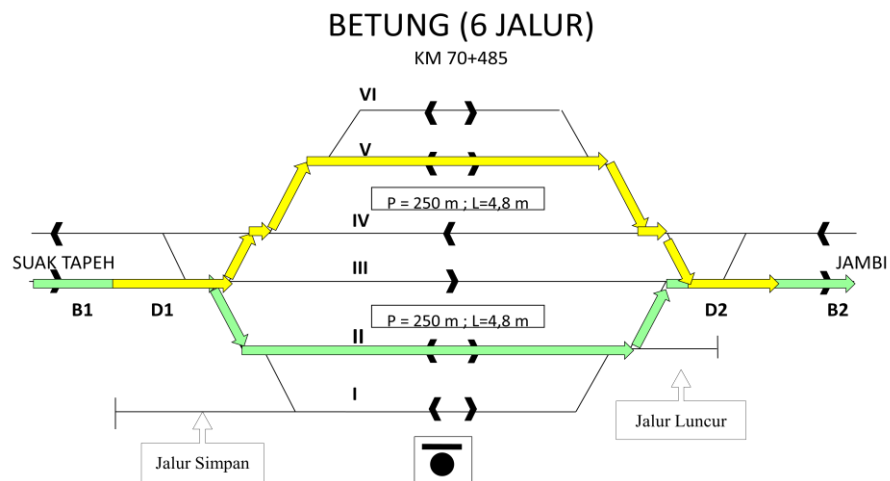 BETUNG (6 JALUR)
KM 70+485
VI
V
P = 250 m ; L=4,8 m
IV
SUAK TAPEH
JAMBI
III
B1
D1
D2
B2
P = 250 m ; L=4,8 m
II
I
Jalur Luncur
Jalur Simpan